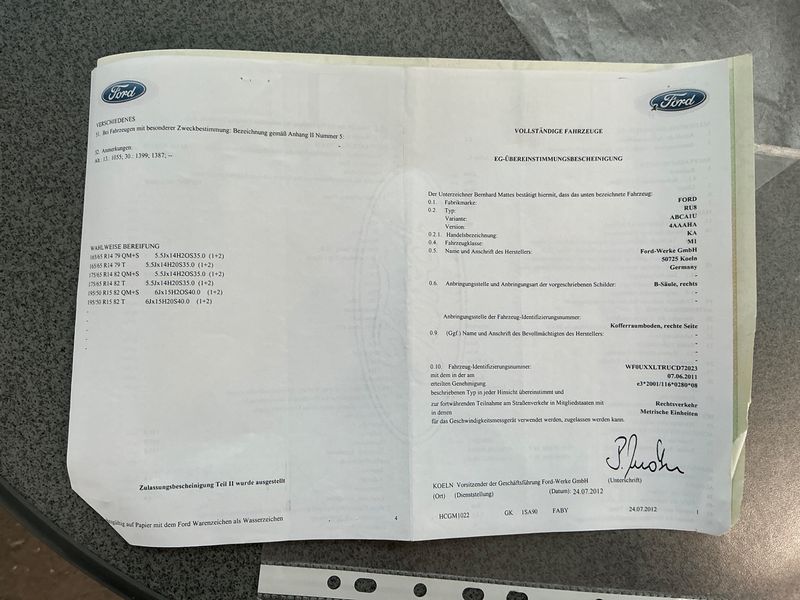 Ford
VERSCHIEDENES
51. Bei Fahrzeugen mit besonderer Zweckbestimmung: Bezeichnung gemäß Anhang II Nummer 5:
-
52. Anmerkungen:
13. 1055; 30.: 1399; 1387; --
WAHLWEISE BEREIFUNG
165/65 R14 79 QM+S 5.5Jx14H2OS35.0 (1+2)
165/65 R14 79 T 5.5Jx14H2OS35.0 (1+2)
175/65 R14 82 QM+S 5.5Jx14H2OS35.0 (1+2)
175/65 R14 82 T 5.5Jx14H2OS35.0 (1+2)
195/50 R15 82 QM+S 6Jx15H2OS40.0 (1+2)
195/50 R15 82 T 6Jx15H2OS40.0 (1+2)
Zulassungsbescheinigung Teil II wurde ausgestellt
auf Papier mit dem Ford Warenzeichen als Wasserzeichen
4
Ford
VOLLSTÄNDIGE FAHRZEUGE
EG-ÜBEREINSTIMMUNGSBESCHEINIGUNG
Der Unterzeichner Bernhard Mattes bestätigt hiermit, dass das unten bezeichnete Fahrzeug:
0.1. Fabrikmarke: FORD
0.2. Typ: RU8
Variante: ABCA1U
Version: 4AAAHA
0.2.1. Handelsbezeichnung: KA
0.4. Fahrzeugklasse: M1
0.5. Name und Anschrift des Herstellers: Ford-Werke GmbH
50725 Koeln
Germany
-
-
0.6. Anbringungsstelle und Anbringungsart der vorgeschriebenen Schilder: B-Säule, rechts
-
-
Anbringungsstelle der Fahrzeug-Identifizierungsnummer:
Kofferraumboden, rechte Seite
0.9. (Ggf.) Name und Anschrift des Bevollmächtigten des Herstellers: -
-
-
0.10. Fahrzeug-Identifizierungsnummer: WF0UXXLTRUCD72023
mit dem in der am 07.06.2011
erteilten Genehmigung e3*2001/116*0280*08
beschriebenen Typ in jeder Hinsicht übereinstimmt und
zur fortwährenden Teilnahme am Straßenverkehr in Mitgliedstaaten mit Rechtsverkehr
in denen Metrische Einheiten
für das Geschwindigkeitsmessgerät verwendet werden, zugelassen werden kann.
KOELN Vorsitzender der Geschäftsführung Ford-Werke GmbH (Unterschrift)
(Ort) (Dienststellung) (Datum): 24.07.2012
HCGM1022 GK 1SA90 FABY 24.07.2012 1